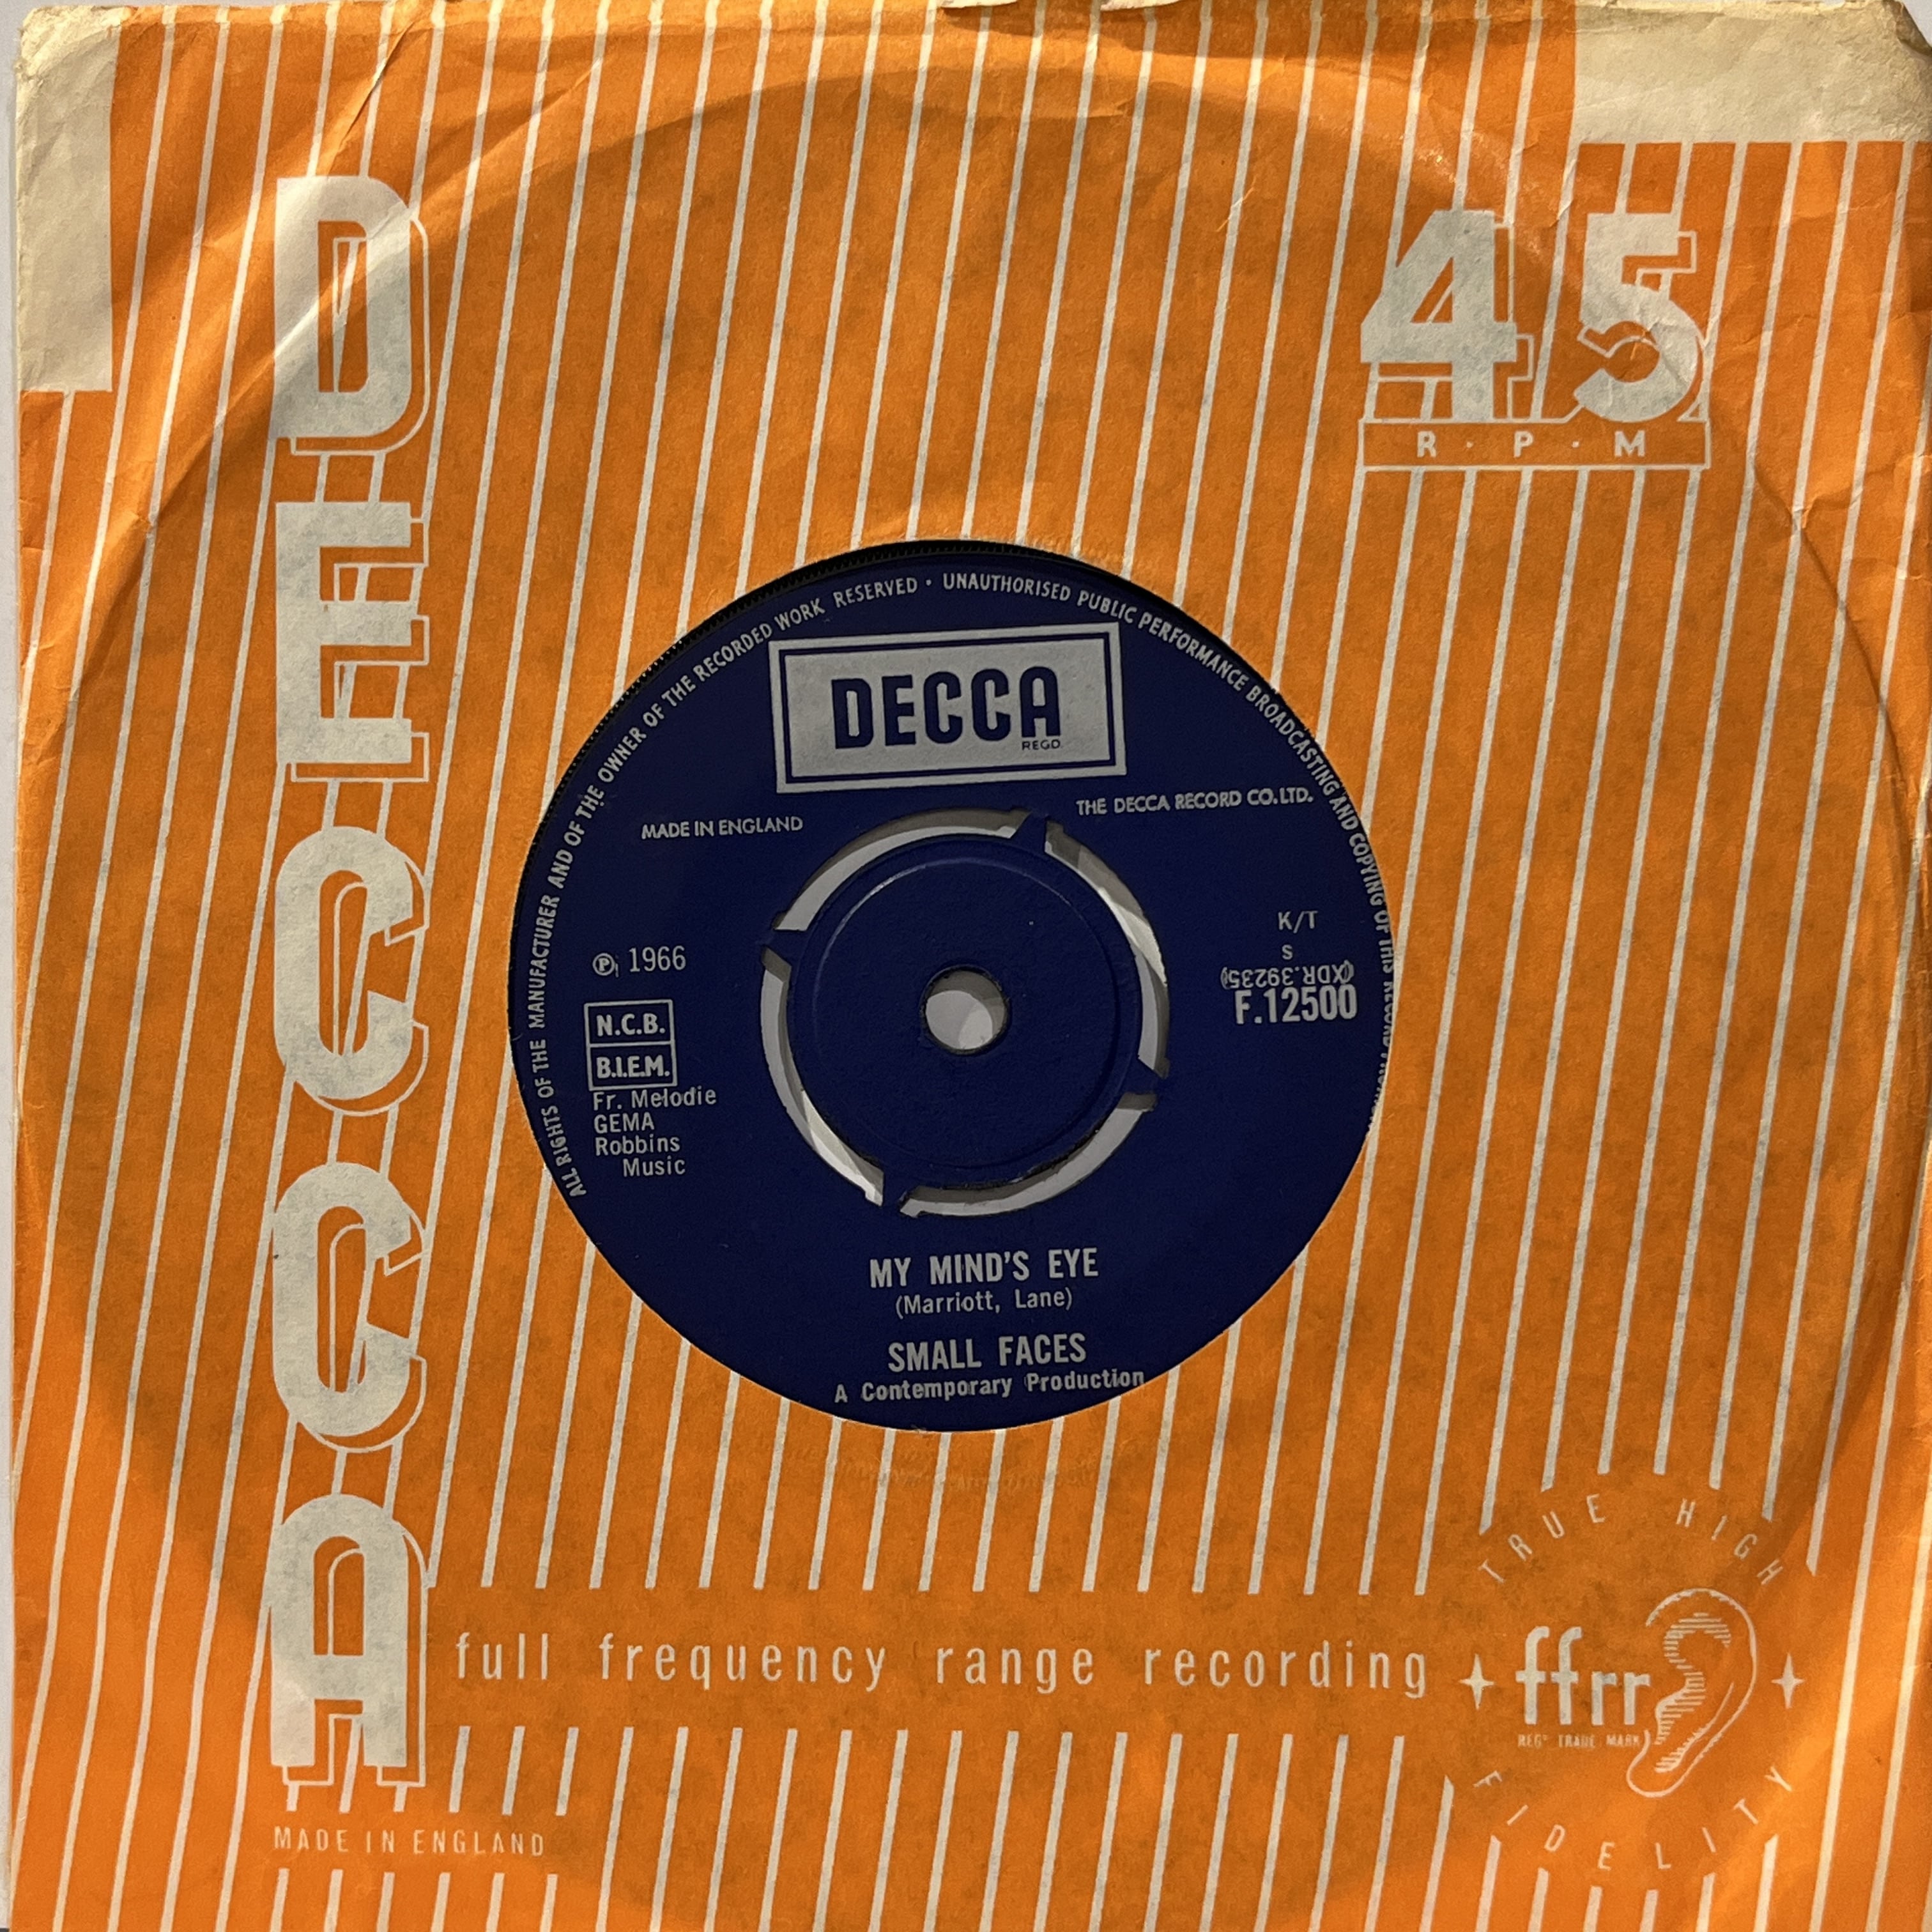 DECCA
45
R·P·M
ALL RIGHTS OF THE MANUFACTURER AND OF THE OWNER OF THE RECORDED WORK RESERVED • UNAUTHORISED PUBLIC PERFORMANCE BROADCASTING AND COPYING OF THIS RECORD
DECCA
REGD.
MADE IN ENGLAND
THE DECCA RECORD CO. LTD.
℗ 1966
K/T
S
(XDR.39235)
F.12500
N.C.B.
B.I.E.M.
Fr. Melodie
GEMA
Robbins
Music
MY MIND'S EYE
(Marriott, Lane)
SMALL FACES
A Contemporary Production
full frequency range recording
TRUE HIGH
ffrr
REGD TRADE MARK
FIDELITY
MADE IN ENGLAND